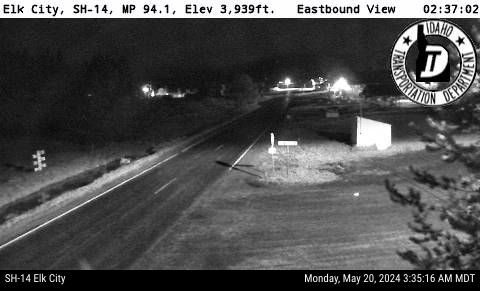 Elk City, SH-14, MP 94.1, Elev 3,939ft. Eastbound View 02:37:02
IDAHO
TRANSPORTATION DEPARTMENT
SH-14 Elk City Monday, May 20, 2024 3:35:16 AM MDT